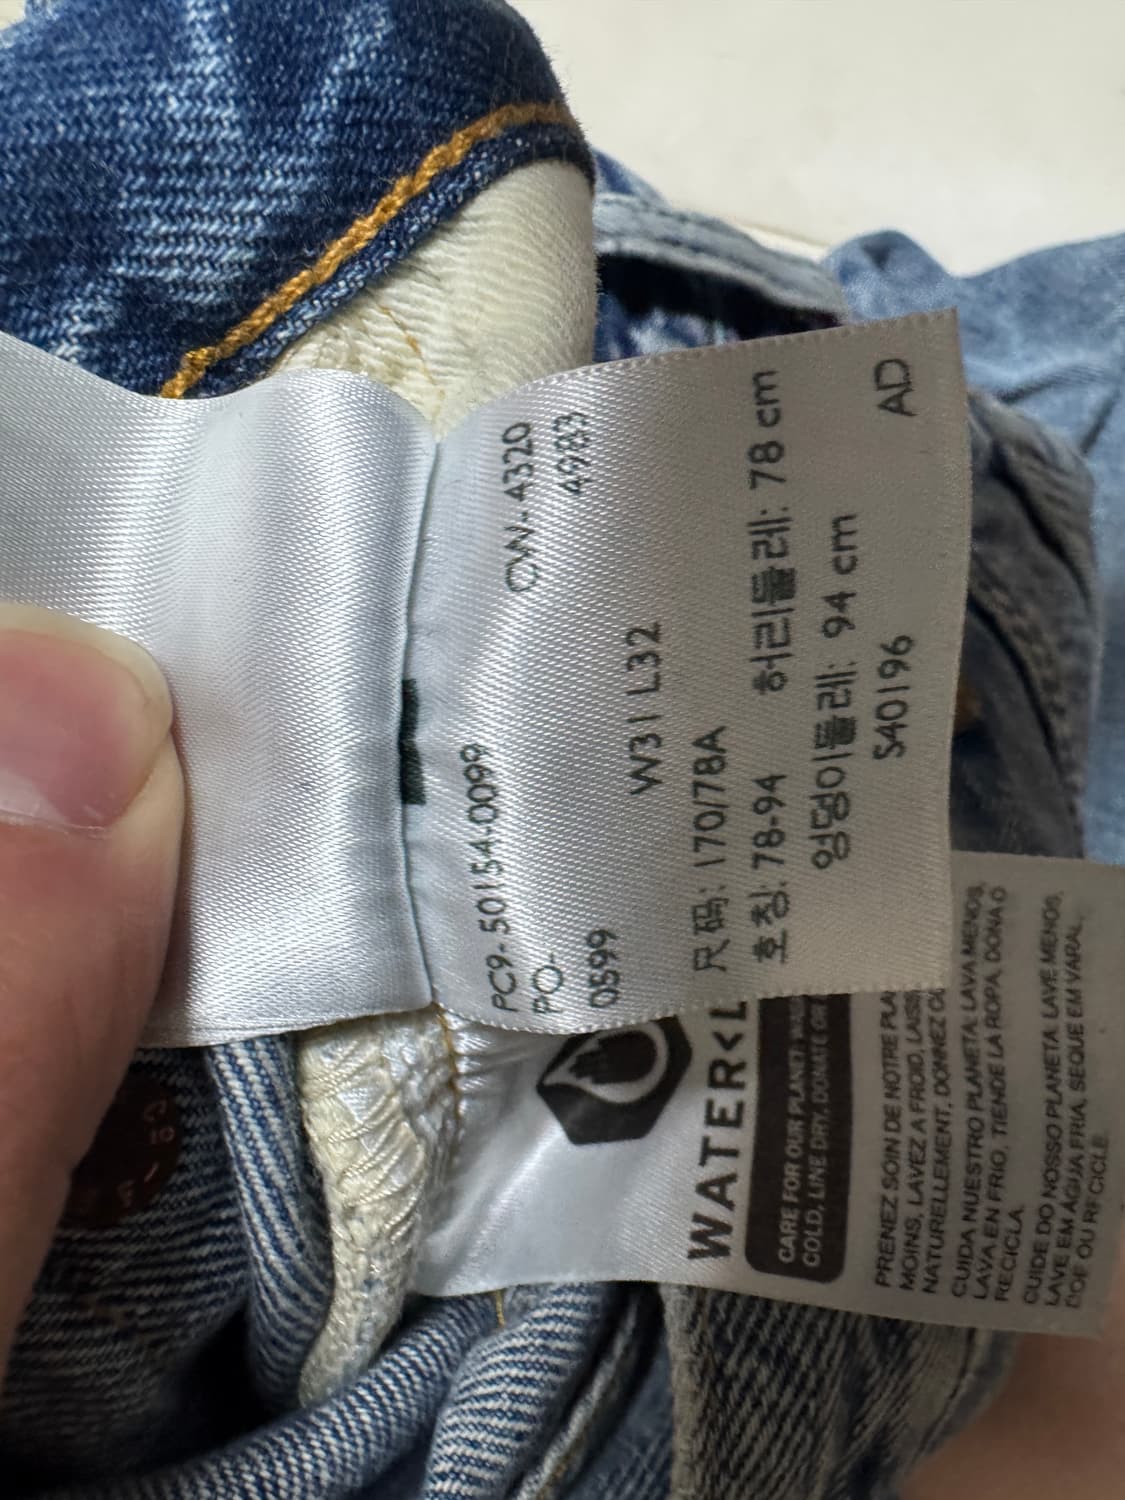 PC9-50154-0099 CW-4320
PO- 4983
0599
W31 L32
尺码: 170/78A
호칭: 78-94 허리둘레: 78 cm
엉덩이둘레: 94 cm
S40196 AD
WATER<L
CARE FOR OUR PLANET: WAS
COLD, LINE DRY, DONATE OR
PRENEZ SOIN DE NOTRE PLA
MOINS, LAVEZ A FROID, LAISS
NATURELLEMENT, DONNEZ OU
CUIDA NUESTRO PLANETA: LAVA MENOS,
LAVA EN FRIO, TIENDE LA ROPA, DONA O
RECICLA.
CUIDE DO NOSSO PLANETA. LAVE MENOS,
LAVE EM ÁGUA FRIA, SEQUE EM VARAL,
DOE OU RECICLE.